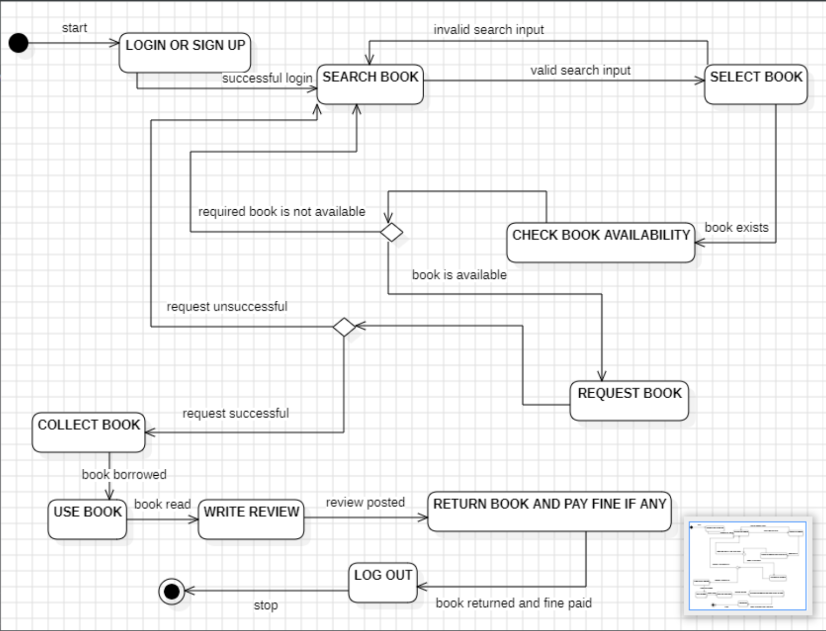 start
invalid search input
LOGIN OR SIGN UP
successful login
SEARCH BOOK
valid search input
SELECT BOOK
required book is not available
CHECK BOOK AVAILABILITY
book exists
book is available
request unsuccessful
REQUEST BOOK
request successful
COLLECT BOOK
book borrowed
USE BOOK
book read
WRITE REVIEW
review posted
RETURN BOOK AND PAY FINE IF ANY
LOG OUT
stop
book returned and fine paid